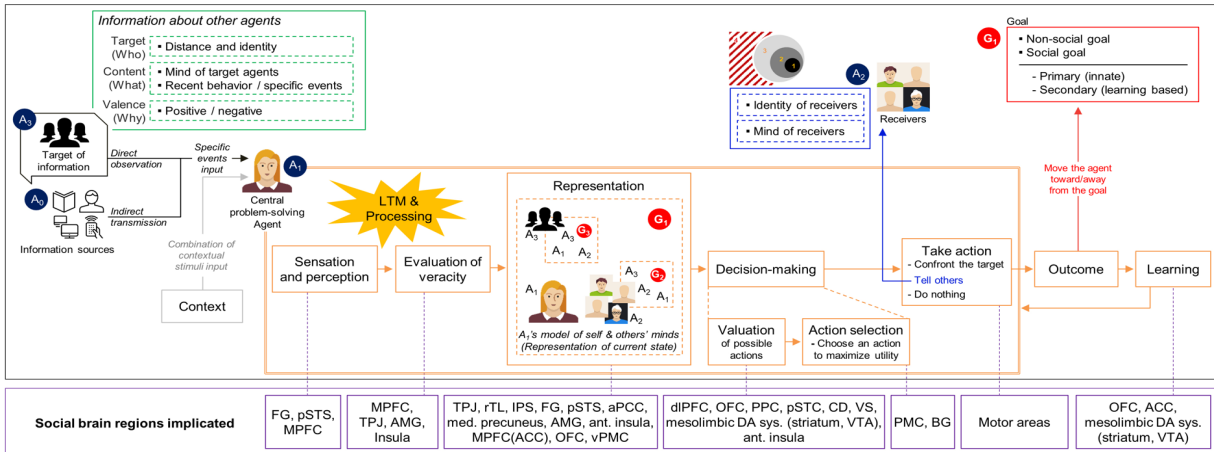 Information about other agents
Target
(Who)
▪ Distance and identity
Content
(What)
▪ Mind of target agents
▪ Recent behavior / specific events
Valence
(Why)
▪ Positive / negative
A3
Target of
information
Direct
observation
Specific
events
input
A0
Indirect
transmission
Information sources
Combination of
contextual
stimuli input
Context
A1
Central
problem-solving
Agent
LTM &
Processing
Sensation
and perception
Evaluation of
veracity
Representation
G1
A3
A3
G3
A1
A2
A1
A3
G2
A2
A1
A2
A1's model of self & others' minds
(Representation of current state)
3
2
1
A2
▪ Identity of receivers
▪ Mind of receivers
Receivers
Decision-making
Valuation
of possible
actions
Action selection
- Choose an action
to maximize utility
Take action
- Confront the target
Tell others
- Do nothing
Outcome
Learning
Move the agent
toward/away
from the goal
G1
Goal
▪ Non-social goal
▪ Social goal
- Primary (innate)
- Secondary (learning based)
Social brain regions implicated
FG, pSTS,
MPFC
MPFC,
TPJ, AMG,
Insula
TPJ, rTL, IPS, FG, pSTS, aPCC,
med. precuneus, AMG, ant. insula,
MPFC(ACC), OFC, vPMC
dlPFC, OFC, PPC, pSTC, CD, VS,
mesolimbic DA sys. (striatum, VTA),
ant. insula
PMC, BG
Motor areas
OFC, ACC,
mesolimbic DA sys.
(striatum, VTA)